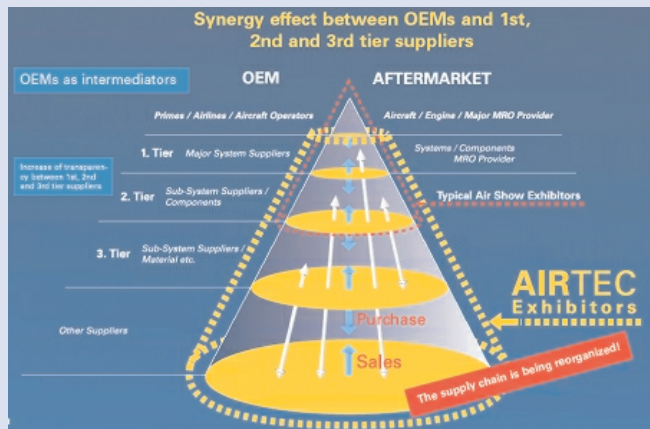 Synergy effect between OEMs and 1st,
2nd and 3rd tier suppliers
OEMs as intermediators
OEM
AFTERMARKET
Primes / Airlines / Aircraft Operators
Aircraft / Engine / Major MRO Provider
1. Tier
Major System Suppliers
Systems / Components
MRO Provider
Increase of transparen-
cy between 1st, 2nd
and 3rd tier suppliers
2. Tier
Sub-System Suppliers /
Components
Typical Air Show Exhibitors
3. Tier
Sub-System Suppliers /
Material etc.
AIRTEC
Exhibitors
Purchase
Other Suppliers
Sales
The supply chain is being reorganized!